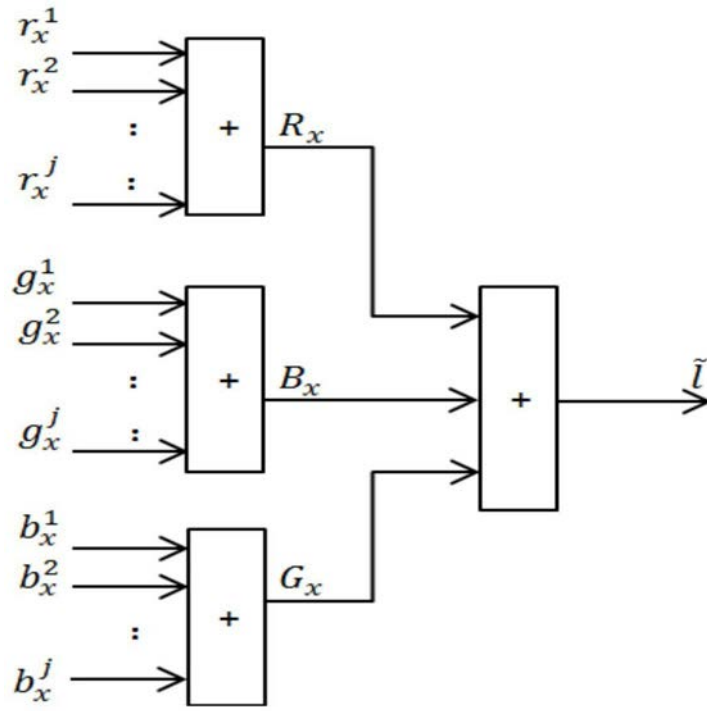 r_x^1
r_x^2
:
r_x^j :
+
R_x
g_x^1
g_x^2
:
g_x^j :
+
B_x
b_x^1
b_x^2
:
b_x^j
+
G_x
+
l̃